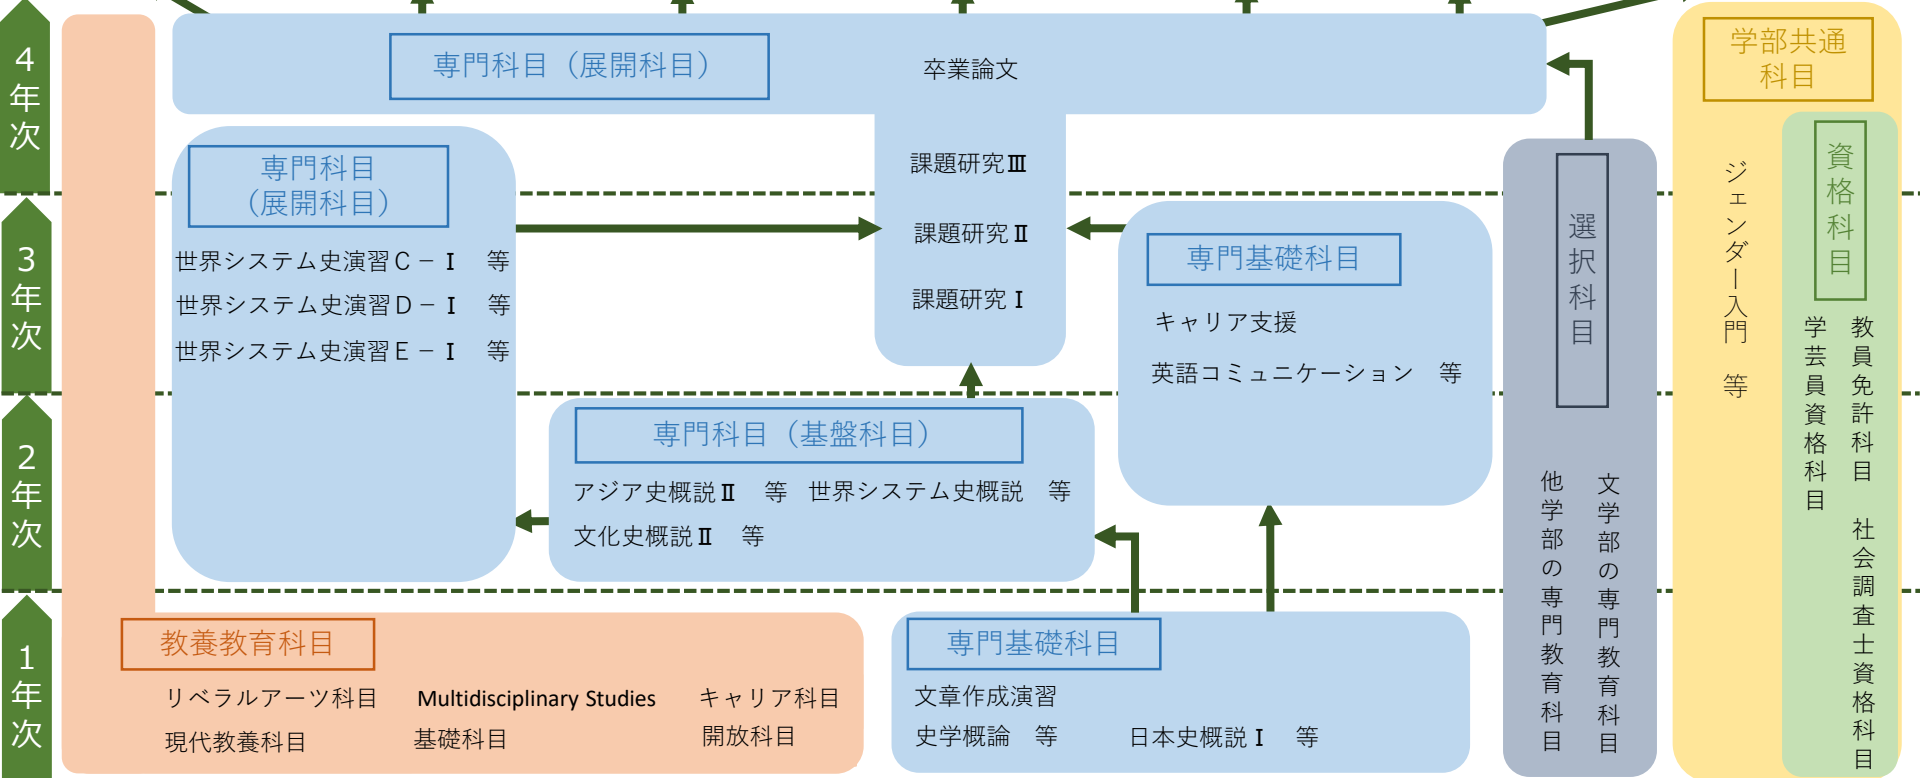 4年次
専門科目（展開科目）
卒業論文
学部共通
科目
専門科目
（展開科目）
課題研究Ⅲ
3年次
世界システム史演習C－Ⅰ　等
世界システム史演習D－Ⅰ　等
世界システム史演習E－Ⅰ　等
課題研究Ⅱ
課題研究Ⅰ
専門基礎科目
キャリア支援
英語コミュニケーション　等
選択科目
文学部の専門教育科目
他学部の専門教育科目
ジェンダー入門　等
資格科目
教員免許科目　社会調査士資格科目
学芸員資格科目
2年次
専門科目（基盤科目）
アジア史概説Ⅱ　等　世界システム史概説　等
文化史概説Ⅱ　等
1年次
教養教育科目
リベラルアーツ科目　Multidisciplinary Studies　キャリア科目
現代教養科目　基礎科目　開放科目
専門基礎科目
文章作成演習
史学概論　等　日本史概説Ⅰ　等